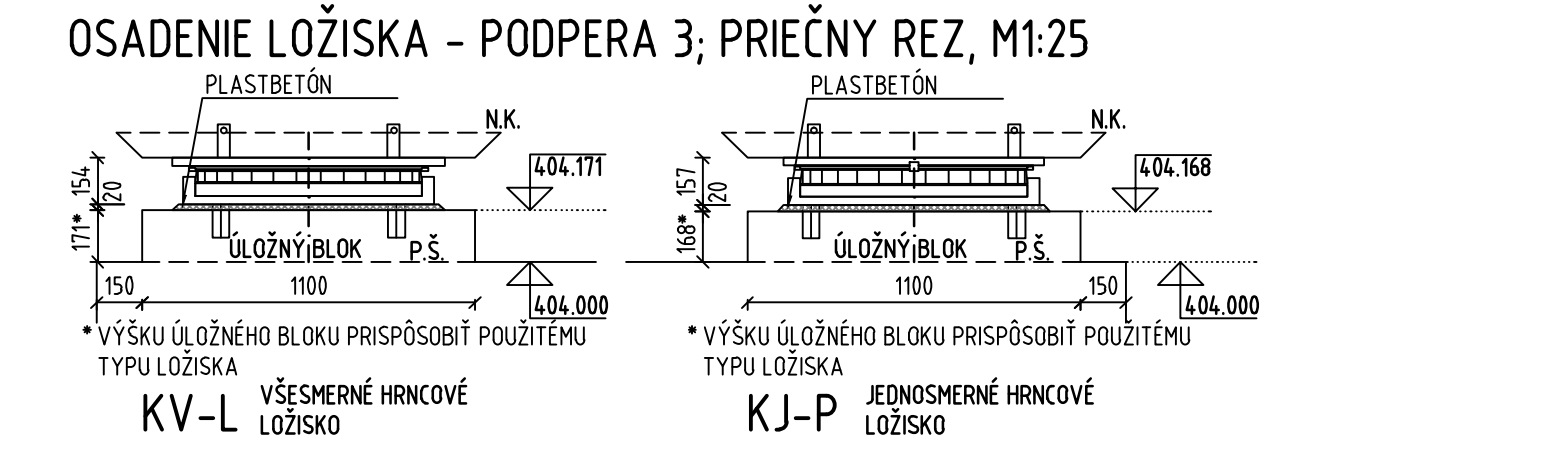 OSADENIE LOŽISKA - PODPERA 3; PRIEČNY REZ, M1:25
PLASTBETÓN
N.K.
154
20
171*
404.171
ÚLOŽNÝ BLOK
P.Š.
150
1100
404.000
* VÝŠKU ÚLOŽNÉHO BLOKU PRISPÔSOBIŤ POUŽITÉMU
TYPU LOŽISKA
KV-L
VŠESMERNÉ HRNCOVÉ
LOŽISKO
PLASTBETÓN
N.K.
157
20
168*
404.168
ÚLOŽNÝ BLOK
P.Š.
1100
150
404.000
* VÝŠKU ÚLOŽNÉHO BLOKU PRISPÔSOBIŤ POUŽITÉMU
TYPU LOŽISKA
KJ-P
JEDNOSMERNÉ HRNCOVÉ
LOŽISKO